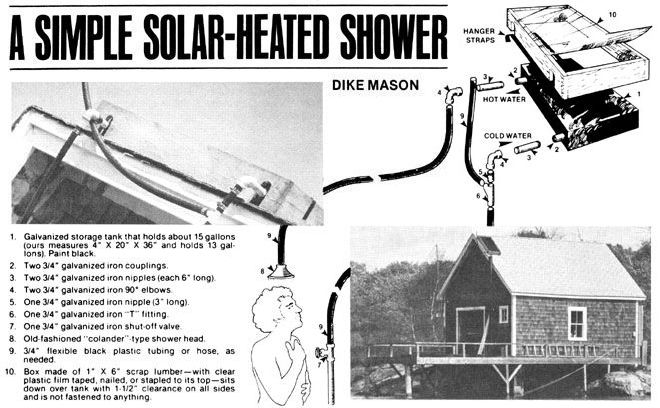 A SIMPLE SOLAR-HEATED SHOWER
DIKE MASON
HANGER
STRAPS
10
3
2
4
HOT WATER
1
9
COLD WATER
4
3
2
5
6
9
8
9
7
1. Galvanized storage tank that holds about 15 gallons
(ours measures 4" X 20" X 36" and holds 13 gal-
lons). Paint black.
2. Two 3/4" galvanized iron couplings.
3. Two 3/4" galvanized iron nipples (each 6" long).
4. Two 3/4" galvanized iron 90° elbows.
5. One 3/4" galvanized iron nipple (3" long).
6. One 3/4" galvanized iron "T" fitting.
7. One 3/4" galvanized iron shut-off valve.
8. Old-fashioned "colander"-type shower head.
9. 3/4" flexible black plastic tubing or hose, as
needed.
10. Box made of 1" X 6" scrap lumber—with clear
plastic film taped, nailed, or stapled to its top—sits
down over tank with 1-1/2" clearance on all sides
and is not fastened to anything.